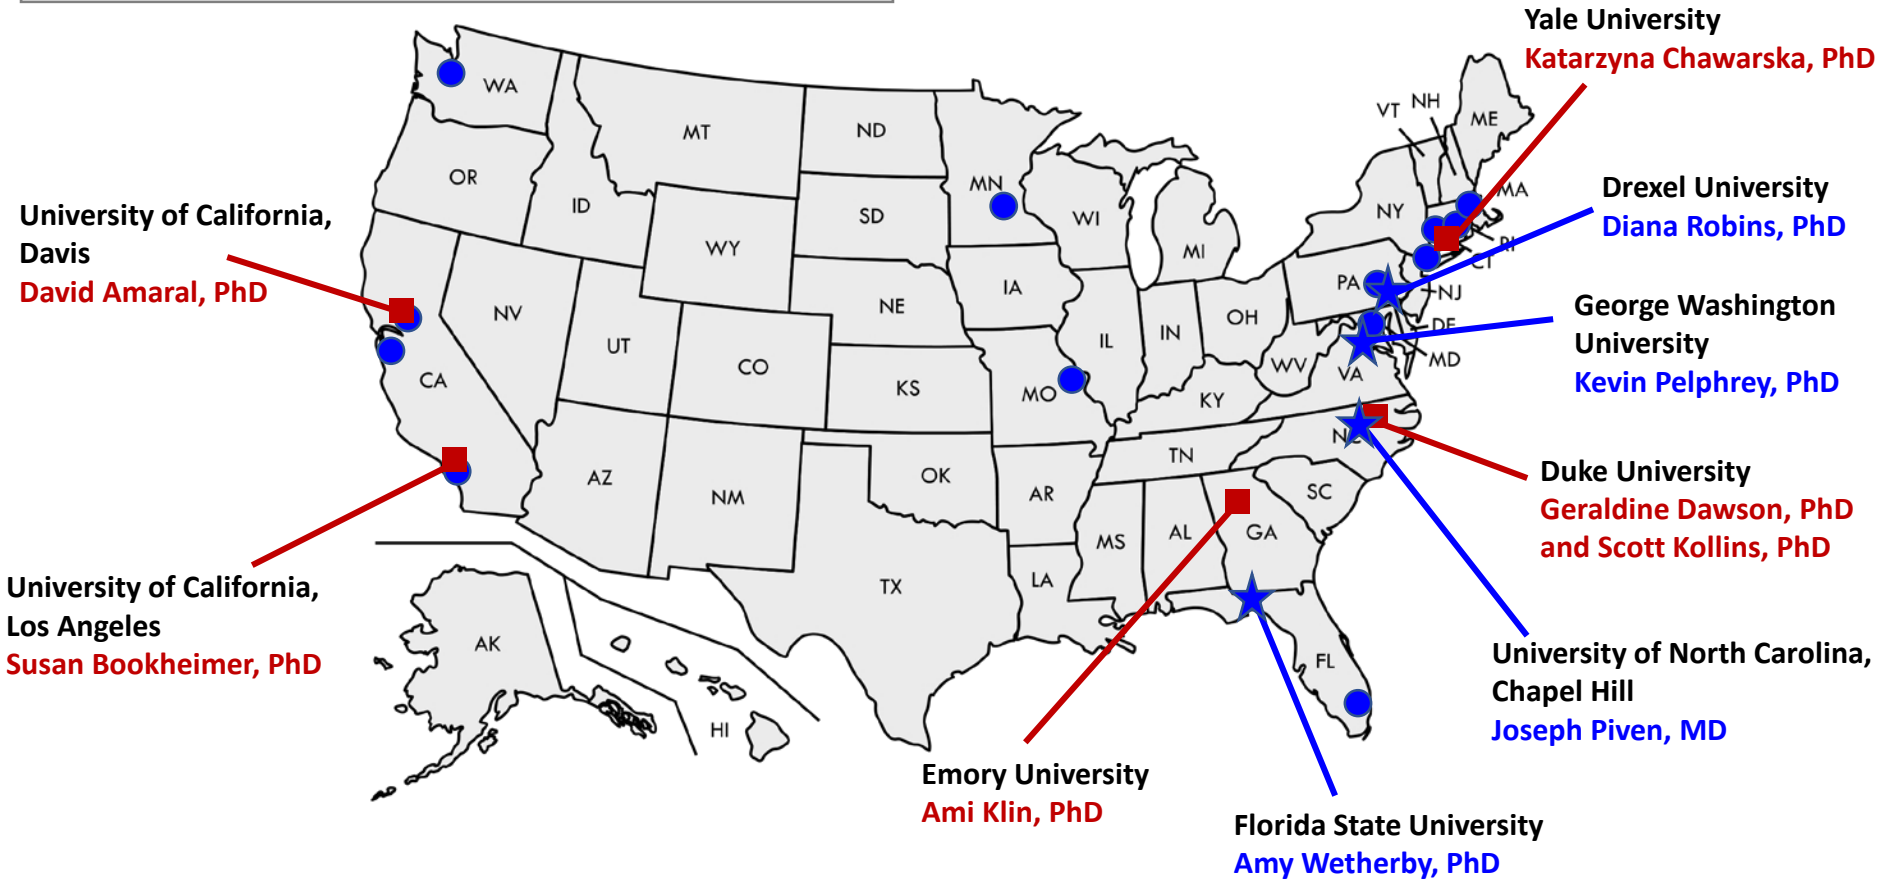 Yale University
Katarzyna Chawarska, PhD
Drexel University
Diana Robins, PhD
George Washington
University
Kevin Pelphrey, PhD
Duke University
Geraldine Dawson, PhD
and Scott Kollins, PhD
University of North Carolina,
Chapel Hill
Joseph Piven, MD
Florida State University
Amy Wetherby, PhD
Emory University
Ami Klin, PhD
University of California,
Davis
David Amaral, PhD
University of California,
Los Angeles
Susan Bookheimer, PhD
WA
OR
ID
MT
ND
MN
SD
WY
NE
IA
WI
MI
NV
UT
CO
KS
MO
IL
IN
OH
CA
AZ
NM
OK
AR
TX
LA
MS
AL
GA
TN
KY
WV
VA
NC
SC
FL
PA
NY
VT
NH
ME
MA
RI
CT
NJ
DE
MD
AK
HI